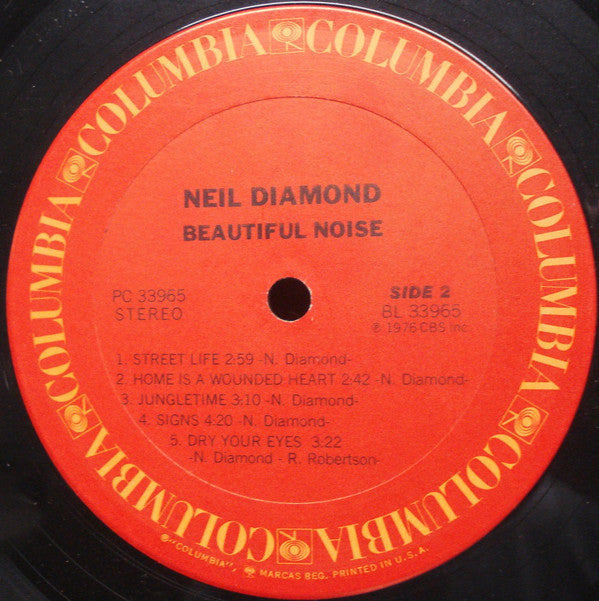 COLUMBIA COLUMBIA COLUMBIA COLUMBIA COLUMBIA COLUMBIA
NEIL DIAMOND
BEAUTIFUL NOISE
PC 33965
STEREO
SIDE 2
BL 33965
℗ 1976 CBS Inc.
1. STREET LIFE 2:59 -N. Diamond-
2. HOME IS A WOUNDED HEART 2:42 -N. Diamond-
3. JUNGLETIME 3:10 -N. Diamond-
4. SIGNS 4:20 -N. Diamond-
5. DRY YOUR EYES 3.22
-N. Diamond - R. Robertson-
®"COLUMBIA", MARCAS REG. PRINTED IN U.S.A.